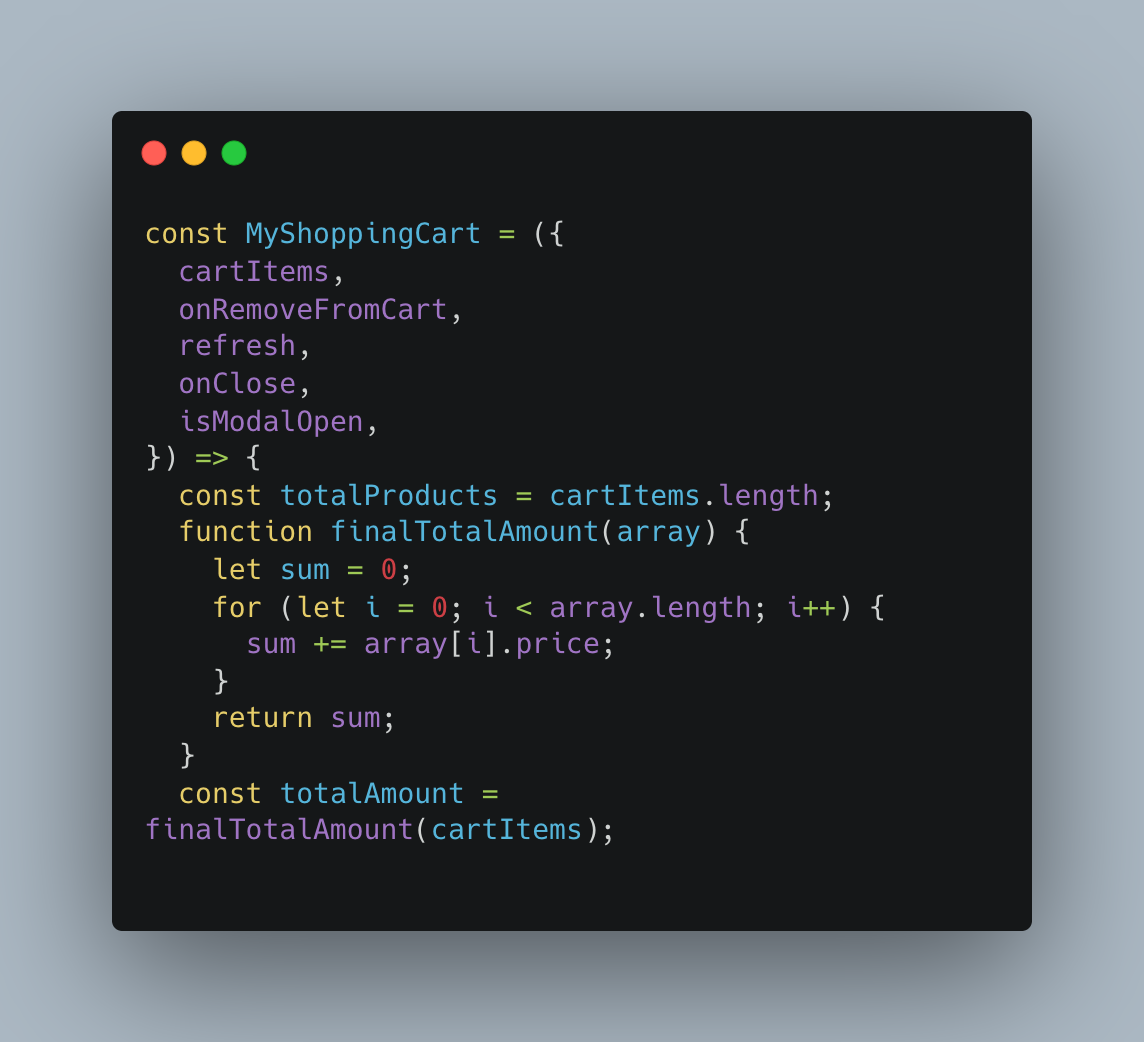 const MyShoppingCart = ({
  cartItems,
  onRemoveFromCart,
  refresh,
  onClose,
  isModalOpen,
}) => {
  const totalProducts = cartItems.length;
  function finalTotalAmount(array) {
    let sum = 0;
    for (let i = 0; i < array.length; i++) {
      sum += array[i].price;
    }
    return sum;
  }
  const totalAmount =
finalTotalAmount(cartItems);